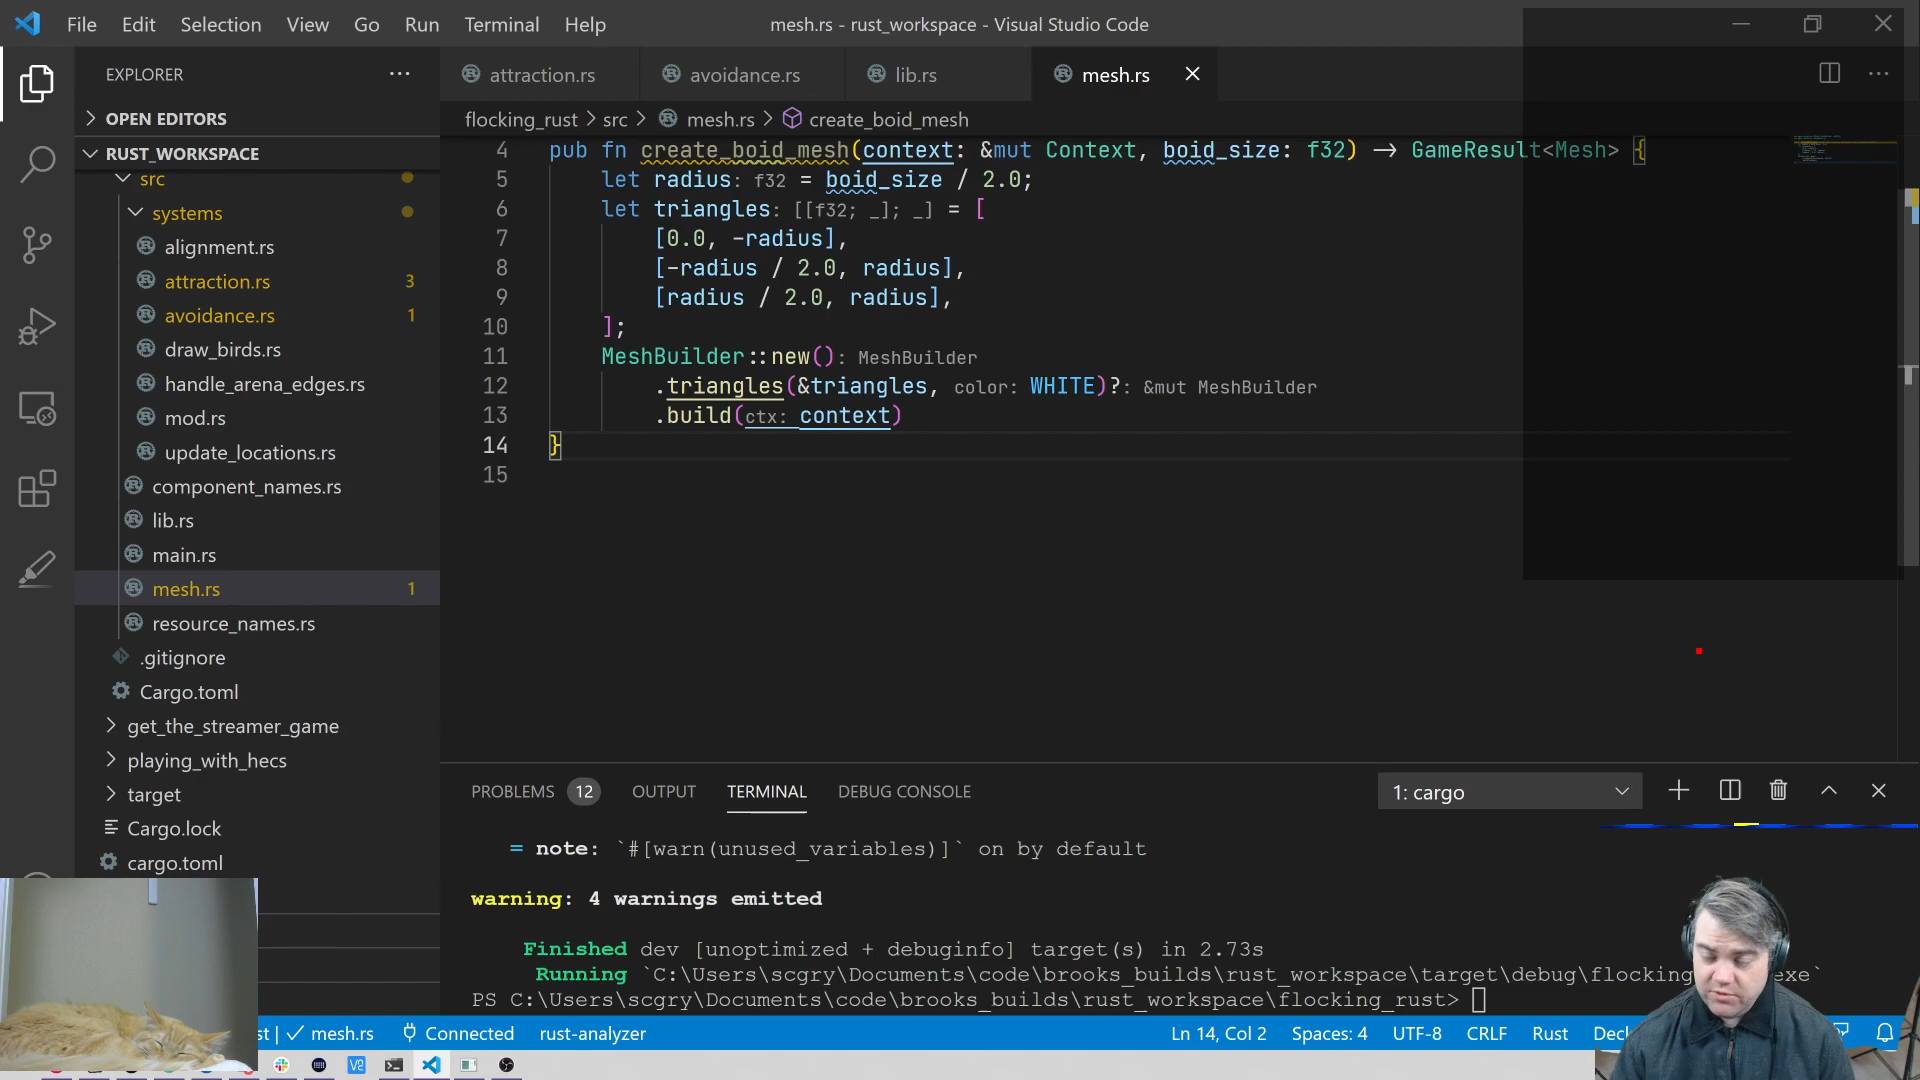 File Edit Selection View Go Run Terminal Help
mesh.rs - rust_workspace - Visual Studio Code
EXPLORER
OPEN EDITORS
RUST_WORKSPACE
src
systems
alignment.rs
attraction.rs 3
avoidance.rs 1
draw_birds.rs
handle_arena_edges.rs
mod.rs
update_locations.rs
component_names.rs
lib.rs
main.rs
mesh.rs 1
resource_names.rs
.gitignore
Cargo.toml
get_the_streamer_game
playing_with_hecs
target
Cargo.lock
cargo.toml
attraction.rs avoidance.rs lib.rs mesh.rs
flocking_rust > src > mesh.rs > create_boid_mesh
4 pub fn create_boid_mesh(context: &mut Context, boid_size: f32) -> GameResult<Mesh> {
5 let radius: f32 = boid_size / 2.0;
6 let triangles: [[f32; _]; _] = [
7 [0.0, -radius],
8 [-radius / 2.0, radius],
9 [radius / 2.0, radius],
10 ];
11 MeshBuilder::new(): MeshBuilder
12 .triangles(&triangles, color: WHITE)?: &mut MeshBuilder
13 .build(ctx: context)
14 }
15
PROBLEMS 12 OUTPUT TERMINAL DEBUG CONSOLE
1: cargo
= note: `#[warn(unused_variables)]` on by default
warning: 4 warnings emitted
Finished dev [unoptimized + debuginfo] target(s) in 2.73s
Running `C:\Users\scgry\Documents\code\brooks_builds\rust_workspace\target\debug\flocking exe`
PS C:\Users\scgry\Documents\code\brooks_builds\rust_workspace\flocking_rust>
mesh.rs Connected rust-analyzer
Ln 14, Col 2 Spaces: 4 UTF-8 CRLF Rust